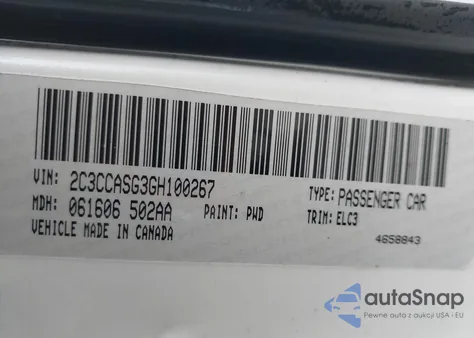 VIN: 2C3CCASG3GH100267
TYPE: PASSENGER CAR
MDH: 061606 502AA
PAINT: PWD
TRIM: ELC3
VEHICLE MADE IN CANADA
4658843
autoSnap
Pewne auta z aukcji USA i EU